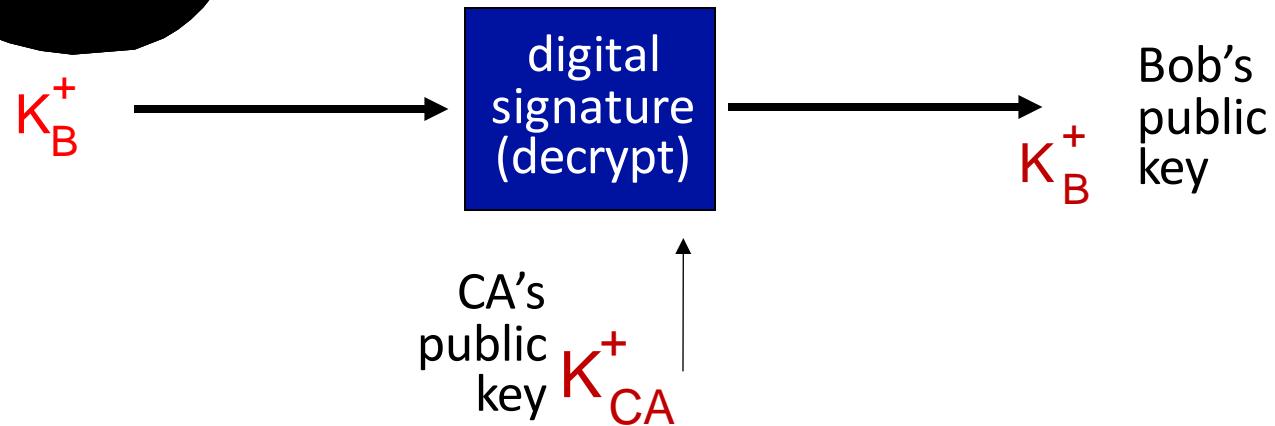 K+B
digital
signature
(decrypt)
K+B
Bob’s
public
key
CA’s
public
key
K+CA